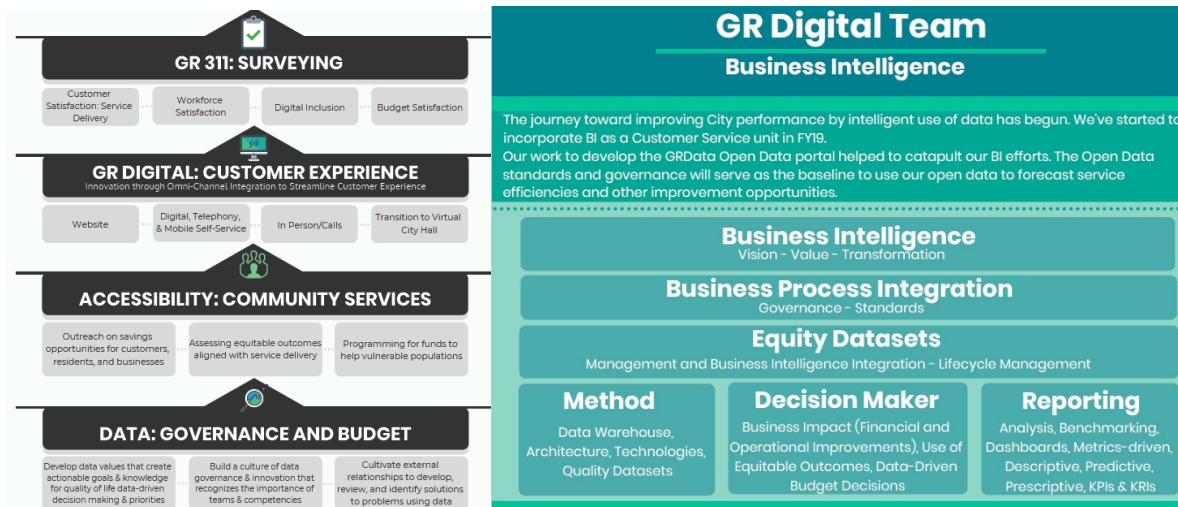 GR 311: SURVEYING
Customer
Satisfaction: Service
Delivery
Workforce
Satisfaction
Digital Inclusion
Budget Satisfaction
GR DIGITAL: CUSTOMER EXPERIENCE
Innovation through Omni-Channel Integration to Streamline Customer Experience
Website
Digital, Telephony,
& Mobile Self-Service
In Person/Calls
Transition to Virtual
City Hall
ACCESSIBILITY: COMMUNITY SERVICES
Outreach on savings
opportunities for customers,
residents, and businesses
Assessing equitable outcomes
aligned with service delivery
Programming for funds to
help vulnerable populations
DATA: GOVERNANCE AND BUDGET
Develop data values that create
actionable goals & knowledge
for quality of life data-driven
decision making & priorities
Build a culture of data
governance & innovation that
recognizes the importance of
teams & competencies
Cultivate external
relationships to develop,
review, and identify solutions
to problems using data
GR Digital Team
Business Intelligence
The journey toward improving City performance by intelligent use of data has begun. We've started to
incorporate BI as a Customer Service unit in FY19.
Our work to develop the GRData Open Data portal helped to catapult our BI efforts. The Open Data
standards and governance will serve as the baseline to use our open data to forecast service
efficiencies and other improvement opportunities.
Business Intelligence
Vision - Value - Transformation
Business Process Integration
Governance - Standards
Equity Datasets
Management and Business Intelligence Integration - Lifecycle Management
Method
Data Warehouse,
Architecture, Technologies,
Quality Datasets
Decision Maker
Business Impact (Financial and
Operational Improvements), Use of
Equitable Outcomes, Data-Driven
Budget Decisions
Reporting
Analysis, Benchmarking,
Dashboards, Metrics-driven,
Descriptive, Predictive,
Prescriptive, KPIs & KRIs